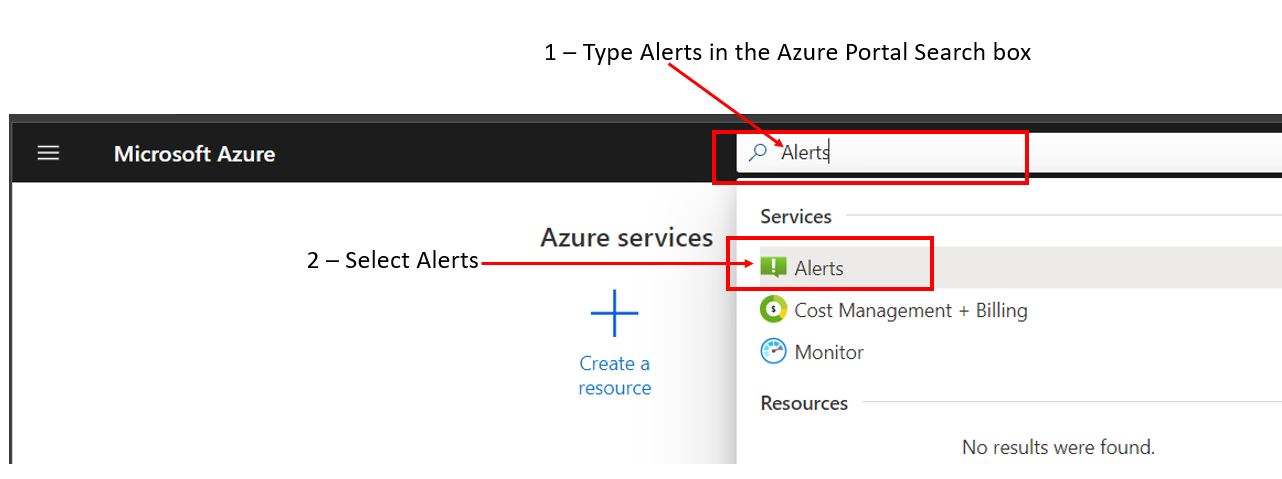 1 – Type Alerts in the Azure Portal Search box
Microsoft Azure
Alerts
Services
Azure services
2 – Select Alerts
Alerts
Cost Management + Billing
Monitor
Create a
resource
Resources
No results were found.